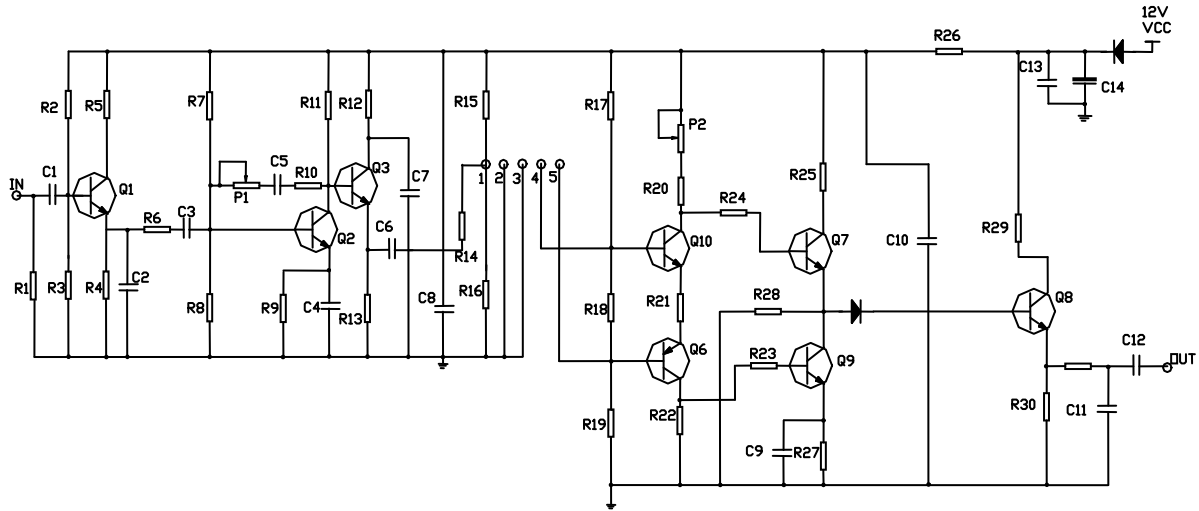 12V
VCC
R26
C13
C14
R2
R5
R7
R11
R12
R15
R17
P2
C1
Q1
C5
R10
Q3
C7
1
2
3
4
5
R20
R24
R25
IN
P1
R6
C3
Q2
C6
R14
Q10
Q7
C10
R29
R1
R3
R4
C2
R8
R9
C4
R13
C8
R16
R18
R21
R28
Q8
Q6
R23
Q9
C12
OUT
R19
R22
C9
R27
R30
C11